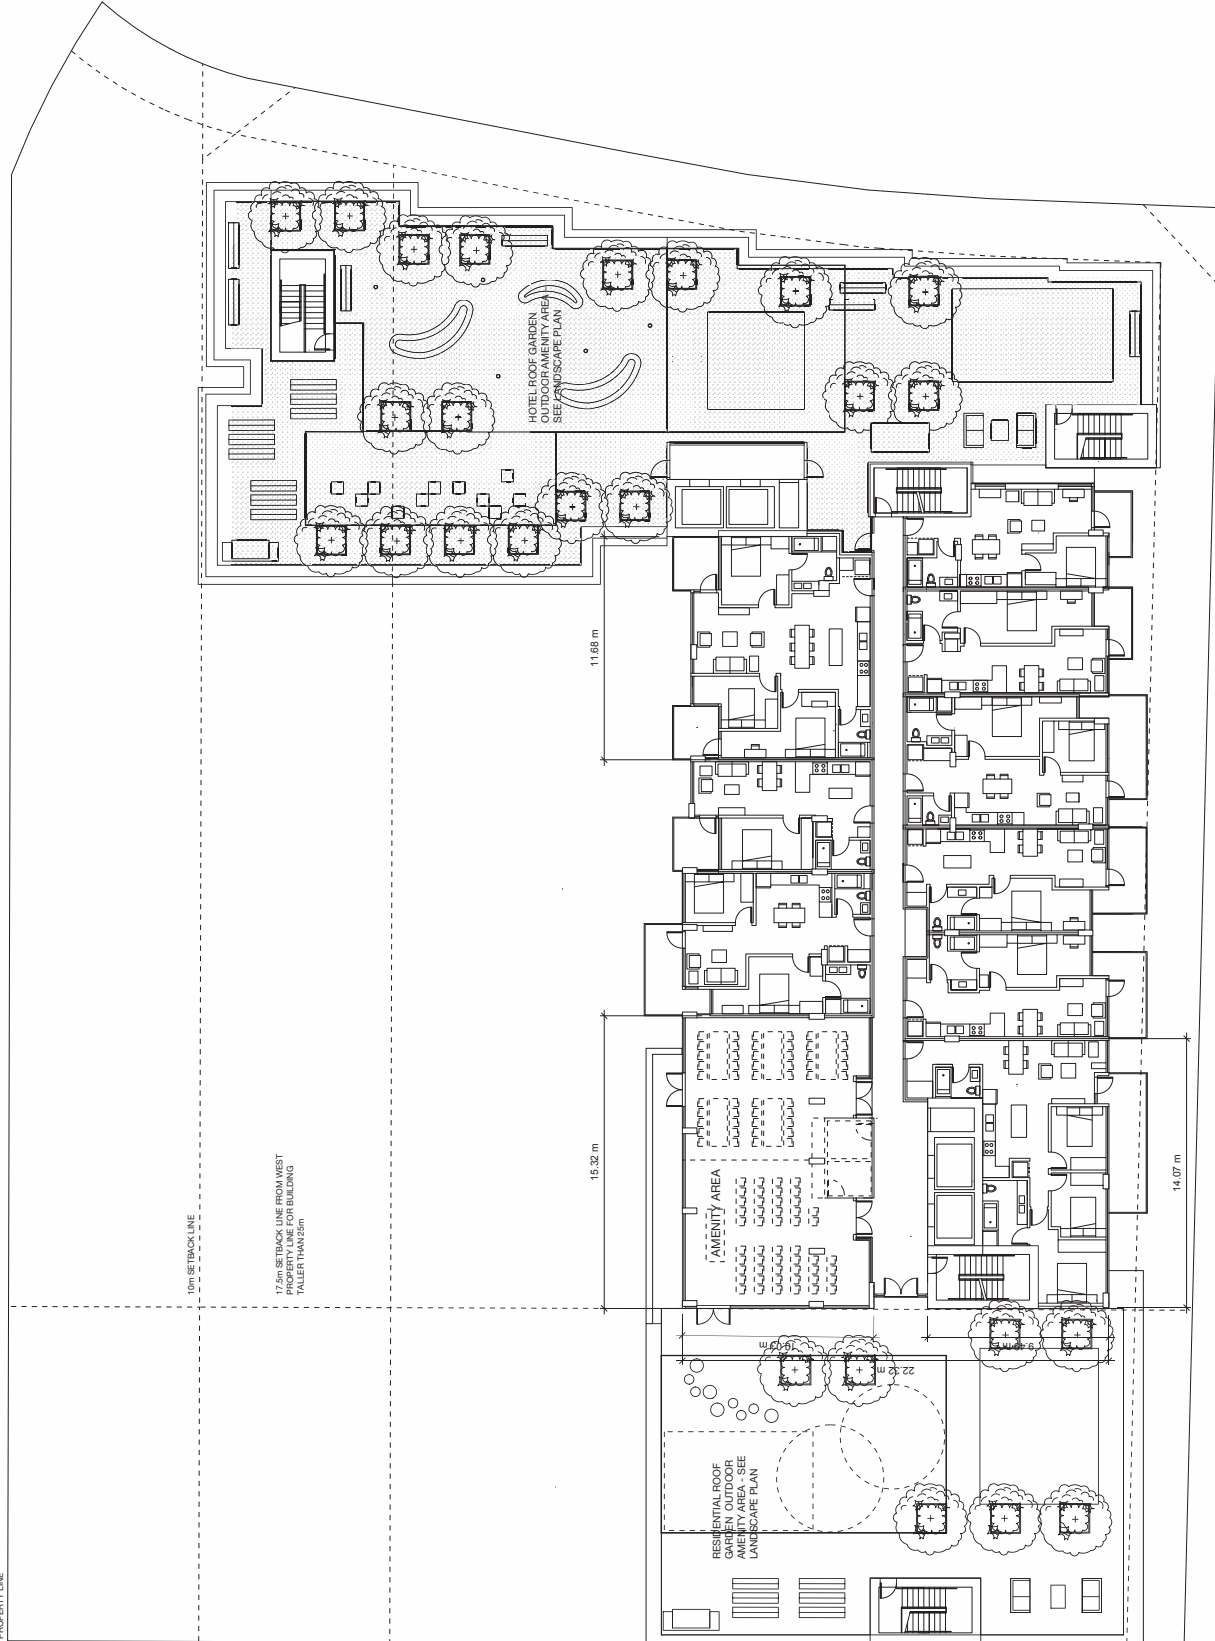 HOTEL ROOF GARDEN
OUTDOOR AMENITY AREA
SEE LANDSCAPE PLAN
11.68 m
15.32 m
AMENITY AREA
14.07 m
10m SETBACK LINE
17.5m SETBACK LINE FROM WEST
PROPERTY LINE FOR BUILDING
TALLER THAN 25m
22.32 m
RESIDENTIAL ROOF
GARDEN OUTDOOR
AMENITY AREA - SEE
LANDSCAPE PLAN
PROPERTY LINE